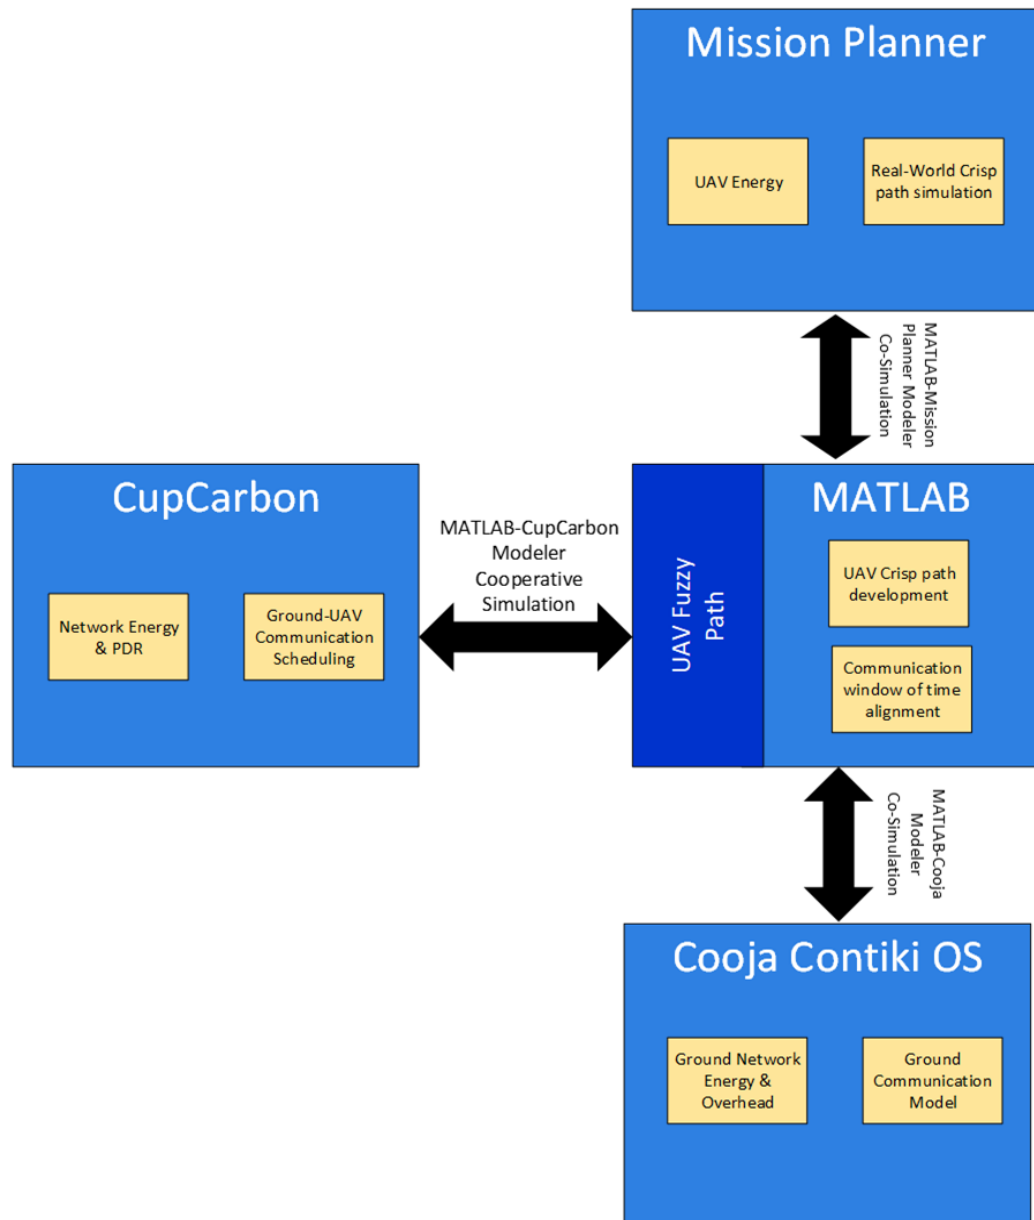 Mission Planner
UAV Energy
Real-World Crisp
path simulation
MATLAB-Mission
Planner Modeler
Co-Simulation
CupCarbon
Network Energy
& PDR
Ground-UAV
Communication
Scheduling
MATLAB-CupCarbon
Modeler
Cooperative
Simulation
UAV Fuzzy
Path
MATLAB
UAV Crisp path
development
Communication
window of time
alignment
MATLAB-Cooja
Modeler
Co-Simulation
Cooja Contiki OS
Ground Network
Energy &
Overhead
Ground
Communication
Model